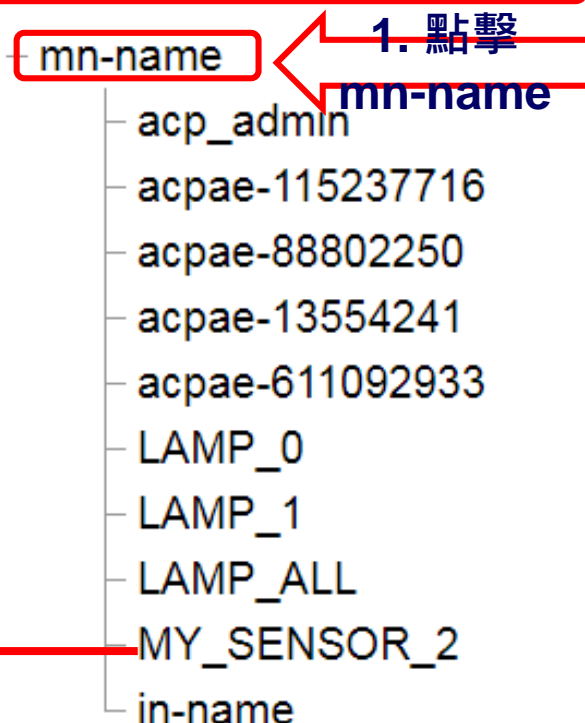 mn-name
1. 點擊
mn-name
acp_admin
acpae-115237716
acpae-88802250
acpae-13554241
acpae-611092933
LAMP_0
LAMP_1
LAMP_ALL
MY_SENSOR_2
in-name